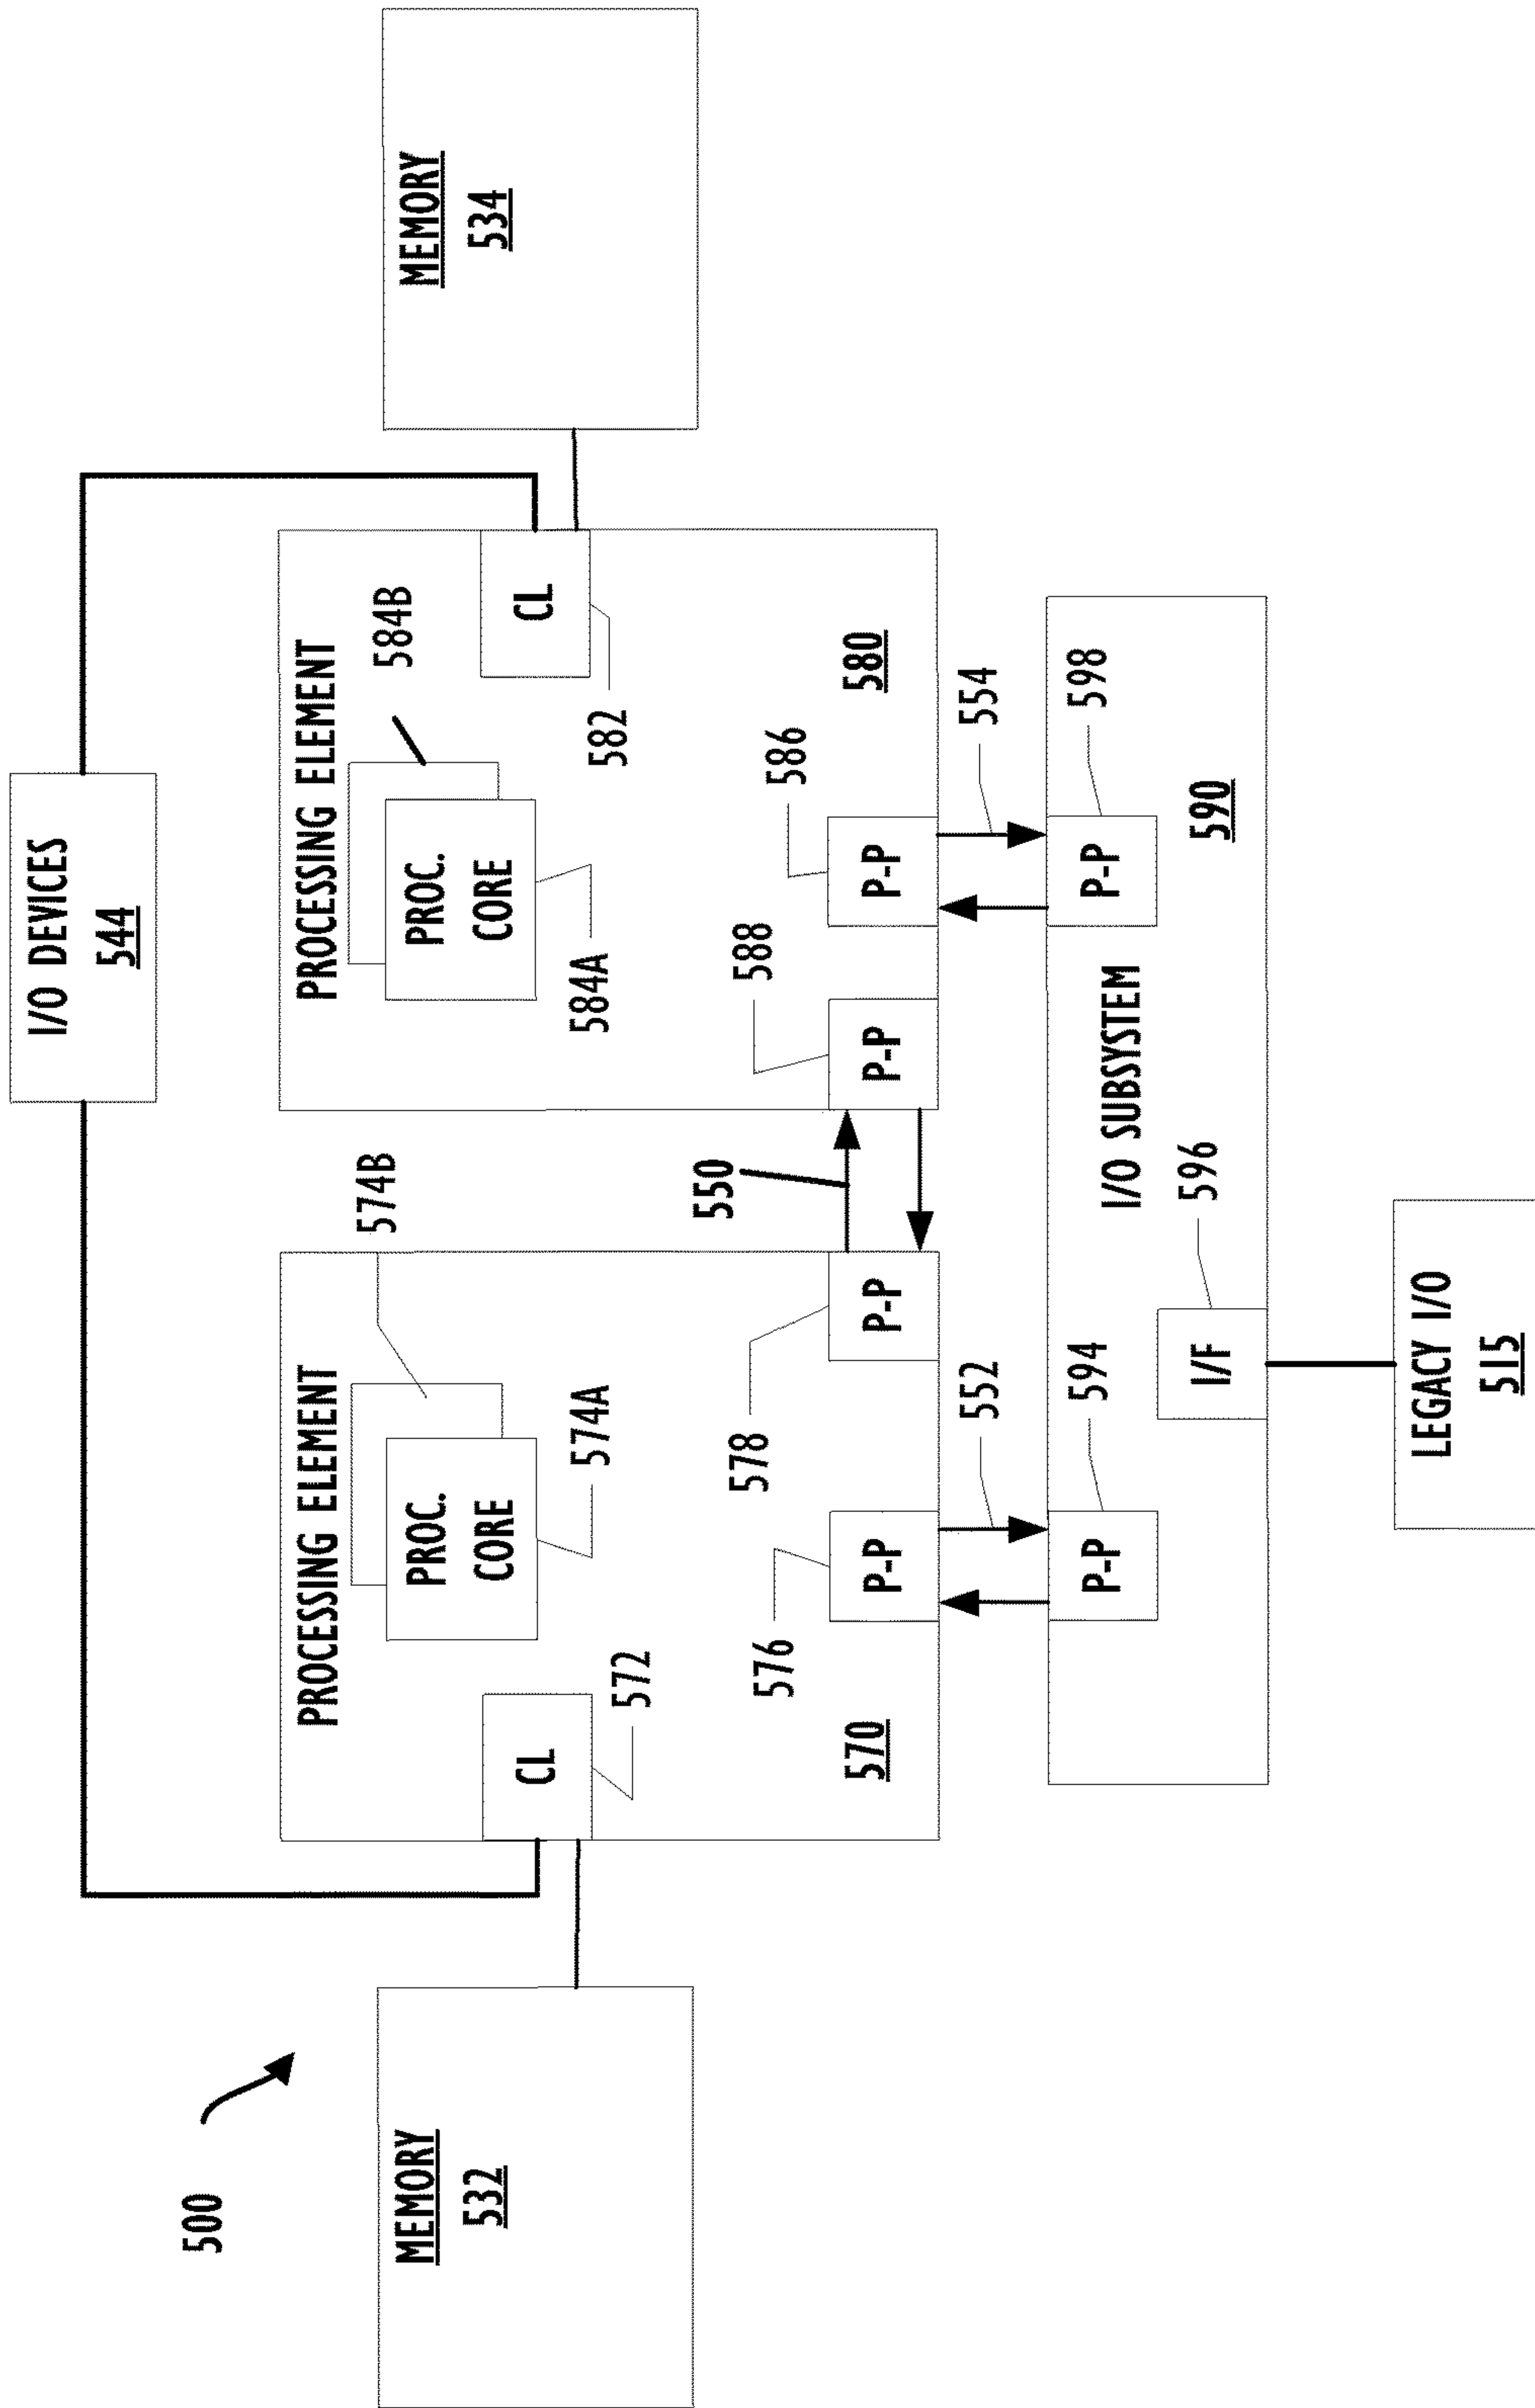 500
I/O DEVICES
544
MEMORY
532
PROCESSING ELEMENT
574B
PROC.
CORE
574A
CL
572
578
P-P
576
P-P
570
550
PROCESSING ELEMENT
584B
PROC.
CORE
584A
CL
582
588
P-P
586
P-P
580
MEMORY
534
552
554
594
P-P
I/O SUBSYSTEM
598
P-P
590
596
I/F
LEGACY I/O
515